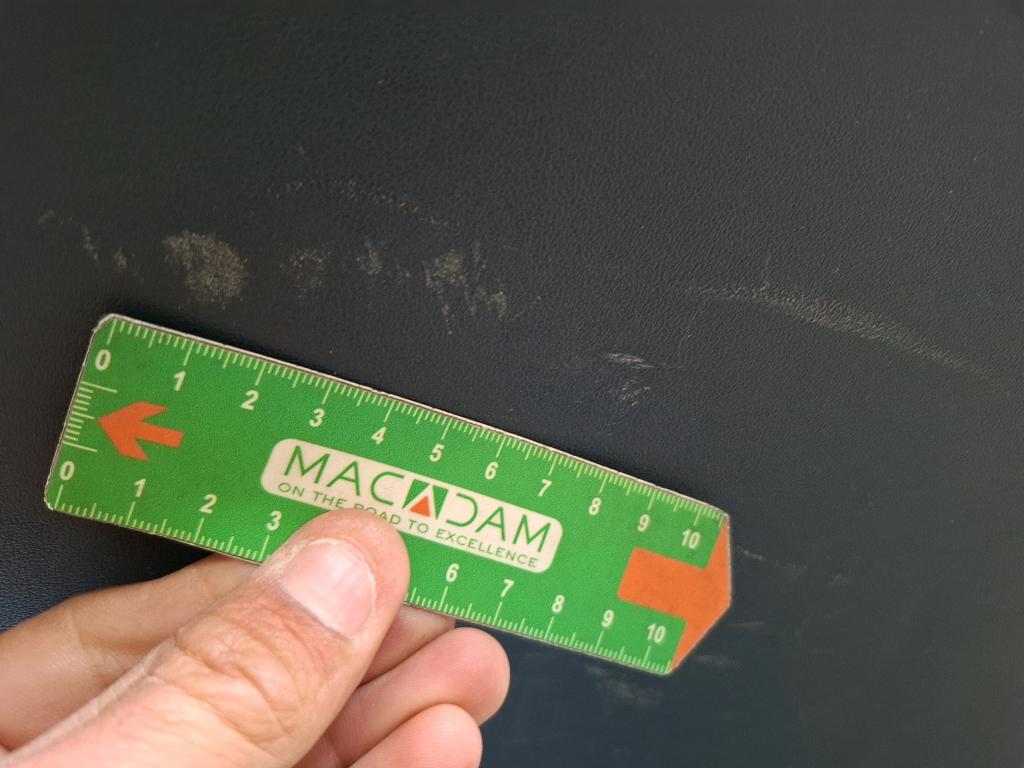 0 1 2 3 4 5 6 7 8 9 10
MACADAM
ON THE ROAD TO EXCELLENCE
0 1 2 3 6 7 8 9 10